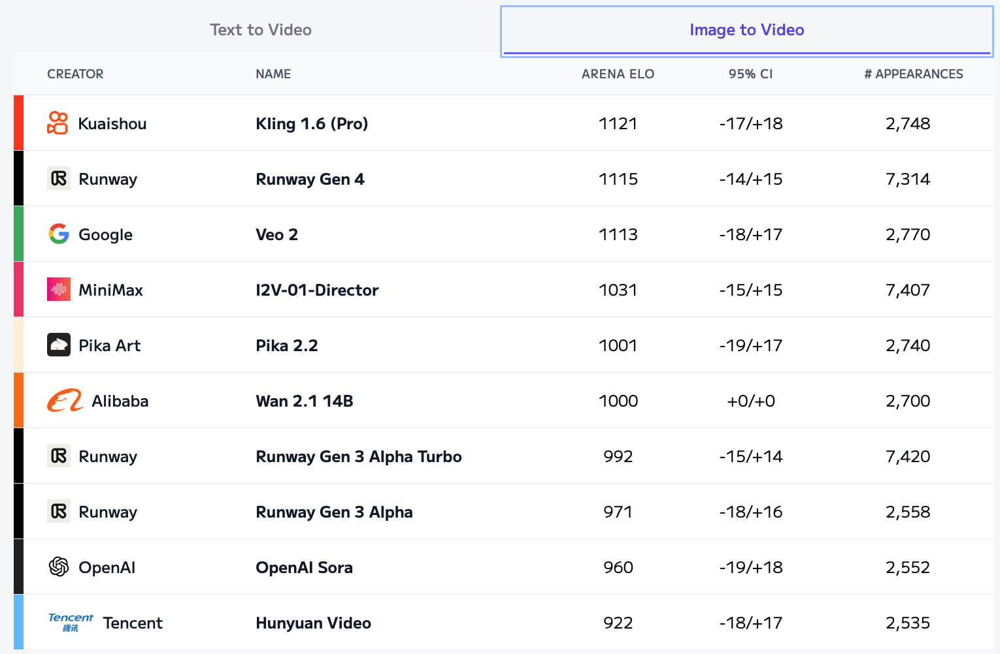 Text to Video Image to Video
CREATOR NAME ARENA ELO 95% CI # APPEARANCES
Kuaishou Kling 1.6 (Pro) 1121 -17/+18 2,748
Runway Runway Gen 4 1115 -14/+15 7,314
Google Veo 2 1113 -18/+17 2,770
MiniMax I2V-01-Director 1031 -15/+15 7,407
Pika Art Pika 2.2 1001 -19/+17 2,740
Alibaba Wan 2.1 14B 1000 +0/+0 2,700
Runway Runway Gen 3 Alpha Turbo 992 -15/+14 7,420
Runway Runway Gen 3 Alpha 971 -18/+16 2,558
OpenAI OpenAI Sora 960 -19/+18 2,552
Tencent 腾讯 Tencent Hunyuan Video 922 -18/+17 2,535